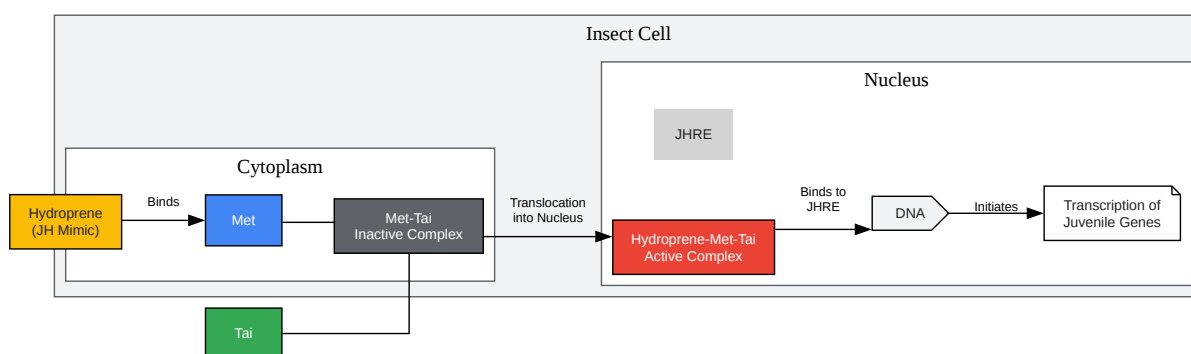 Insect Cell
Nucleus
JHRE
Cytoplasm
Hydroprene
(JH Mimic)
Binds
Met
Met-Tai
Inactive Complex
Translocation
into Nucleus
Hydroprene-Met-Tai
Active Complex
Binds to
JHRE
DNA
Initiates
Transcription of
Juvenile Genes
Tai